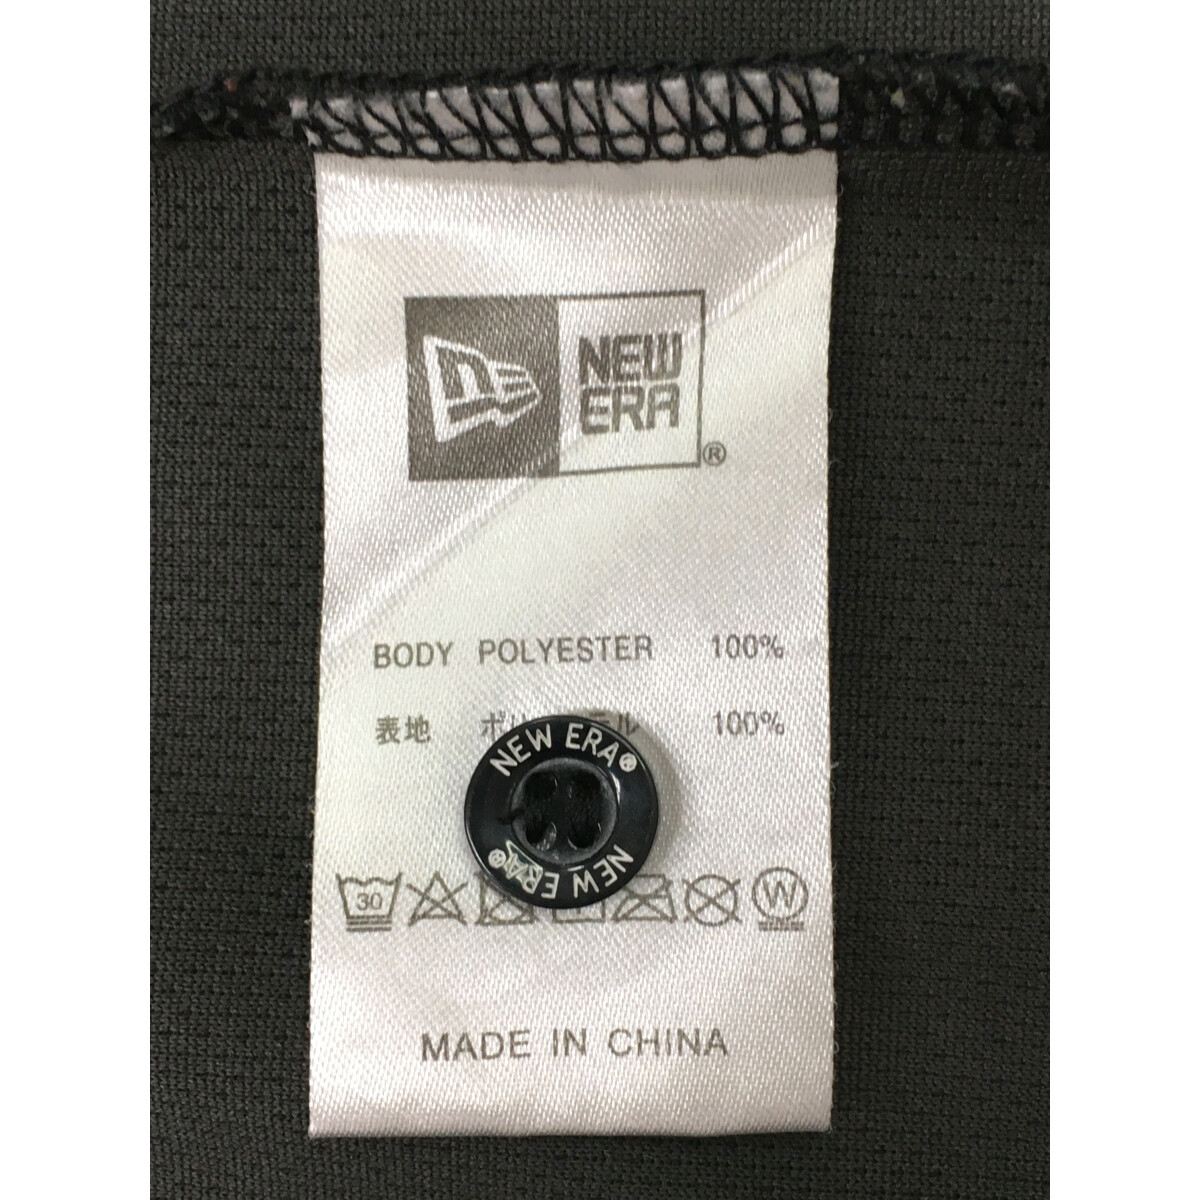 NEW
ERA
®
BODY POLYESTER 100%
表地 100%
NEW ERA®
NEW ERA®
30
W
MADE IN CHINA